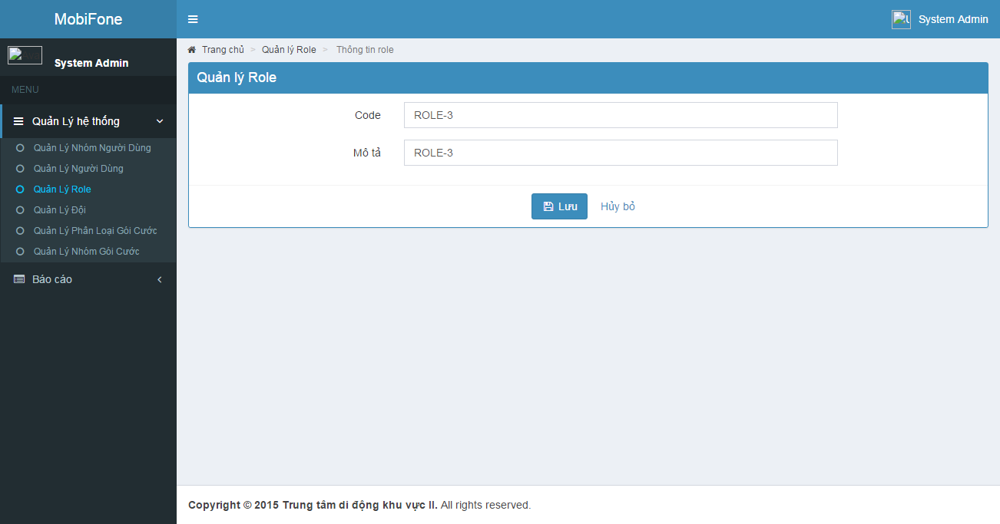 MobiFone
System Admin
System Admin
MENU
Quản Lý hệ thống
Quản Lý Nhóm Người Dùng
Quản Lý Người Dùng
Quản Lý Role
Quản Lý Đội
Quản Lý Phân Loại Gói Cước
Quản Lý Nhóm Gói Cước
Báo cáo
Trang chủ > Quản lý Role > Thông tin role
Quản lý Role
Code ROLE-3
Mô tả ROLE-3
Lưu Hủy bỏ
Copyright © 2015 Trung tâm di động khu vực II. All rights reserved.